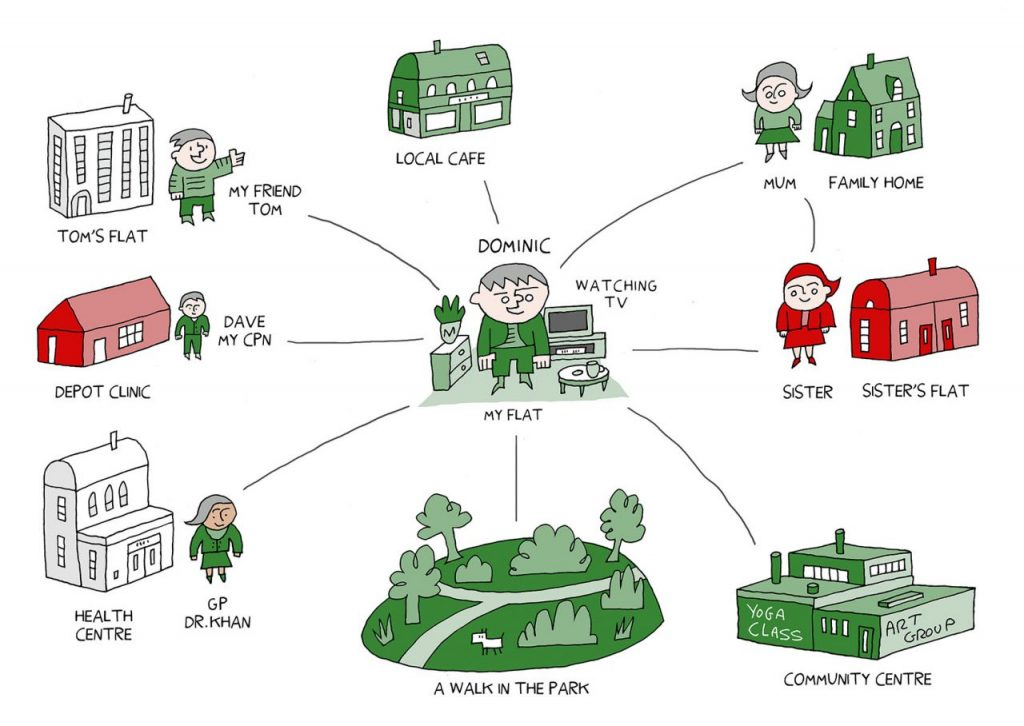 LOCAL CAFE
MUM
FAMILY HOME
MY FRIEND
TOM
TOM'S FLAT
DOMINIC
WATCHING
TV
M
DAVE
MY CPN
DEPOT CLINIC
SISTER
SISTER'S FLAT
MY FLAT
HEALTH
CENTRE
GP
DR.KHAN
A WALK IN THE PARK
YOGA
CLASS
ART
GROUP
COMMUNITY CENTRE